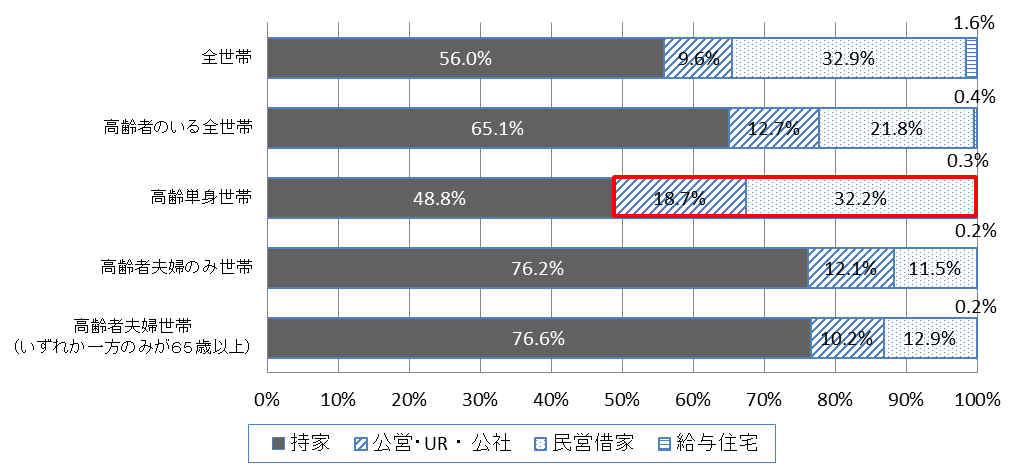 1.6%
全世帯 56.0% 9.6% 32.9%
0.4%
高齢者のいる全世帯 65.1% 12.7% 21.8%
0.3%
高齢単身世帯 48.8% 18.7% 32.2%
0.2%
高齢者夫婦のみ世帯 76.2% 12.1% 11.5%
0.2%
高齢者夫婦世帯
(いずれか一方のみが65歳以上) 76.6% 10.2% 12.9%
0% 10% 20% 30% 40% 50% 60% 70% 80% 90% 100%
持家 公営・UR・公社 民営借家 給与住宅